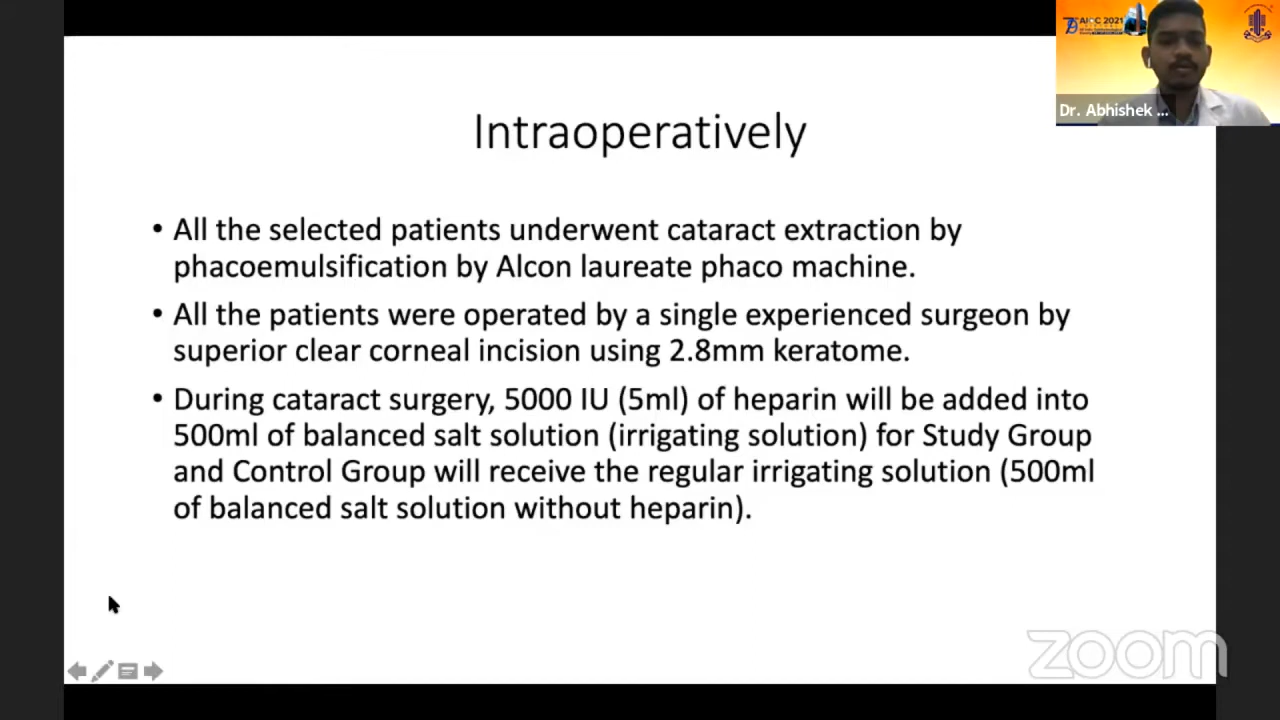 AIOC 2021
Dr. Abhishek ...
Intraoperatively
• All the selected patients underwent cataract extraction by
phacoemulsification by Alcon laureate phaco machine.
• All the patients were operated by a single experienced surgeon by
superior clear corneal incision using 2.8mm keratome.
• During cataract surgery, 5000 IU (5ml) of heparin will be added into
500ml of balanced salt solution (irrigating solution) for Study Group
and Control Group will receive the regular irrigating solution (500ml
of balanced salt solution without heparin).
zoom